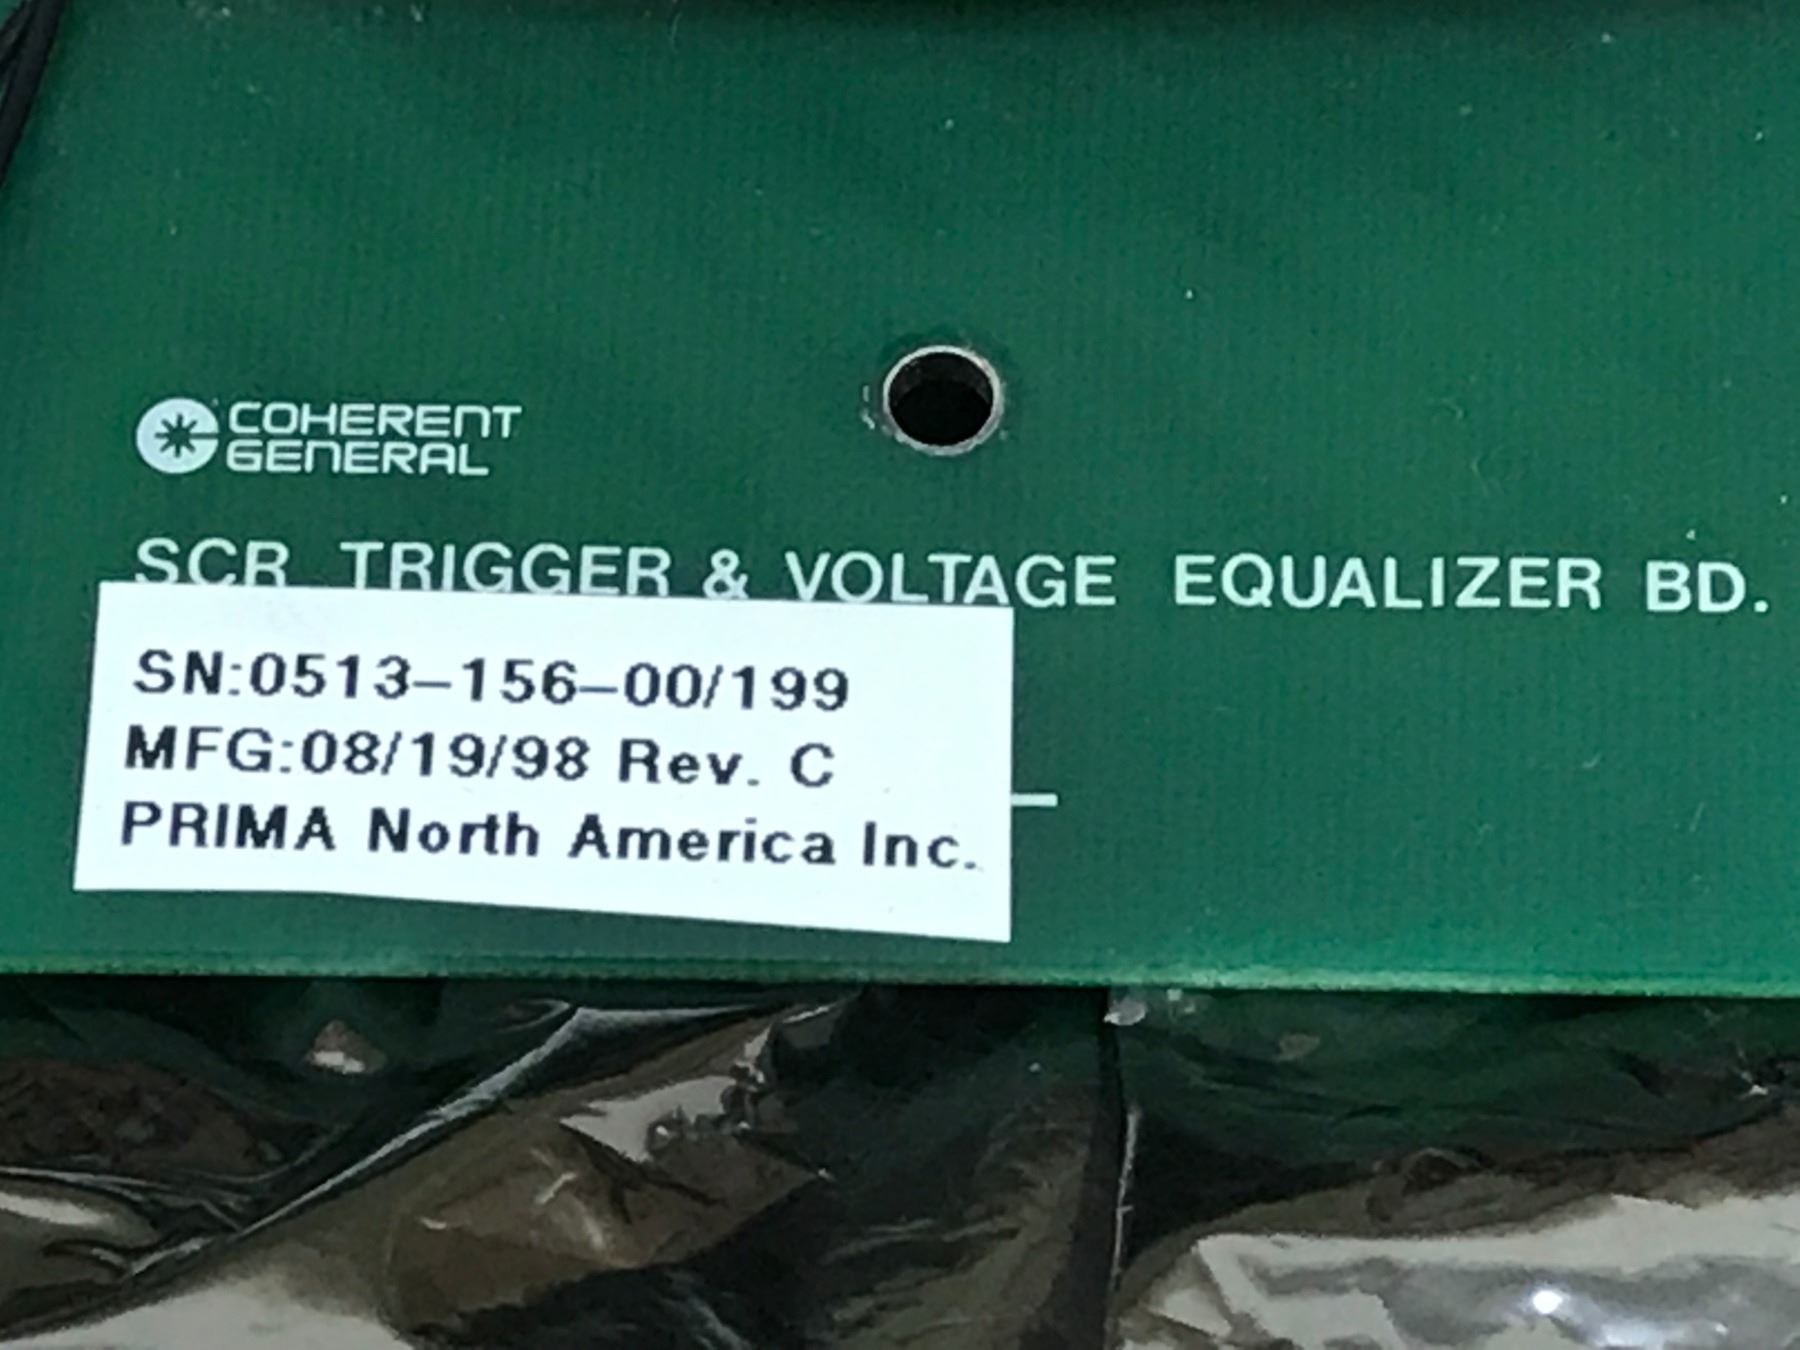 COHERENT
GENERAL
SCR TRIGGER & VOLTAGE EQUALIZER BD.
SN:0513-156-00/199
MFG:08/19/98 Rev. C
PRIMA North America Inc.